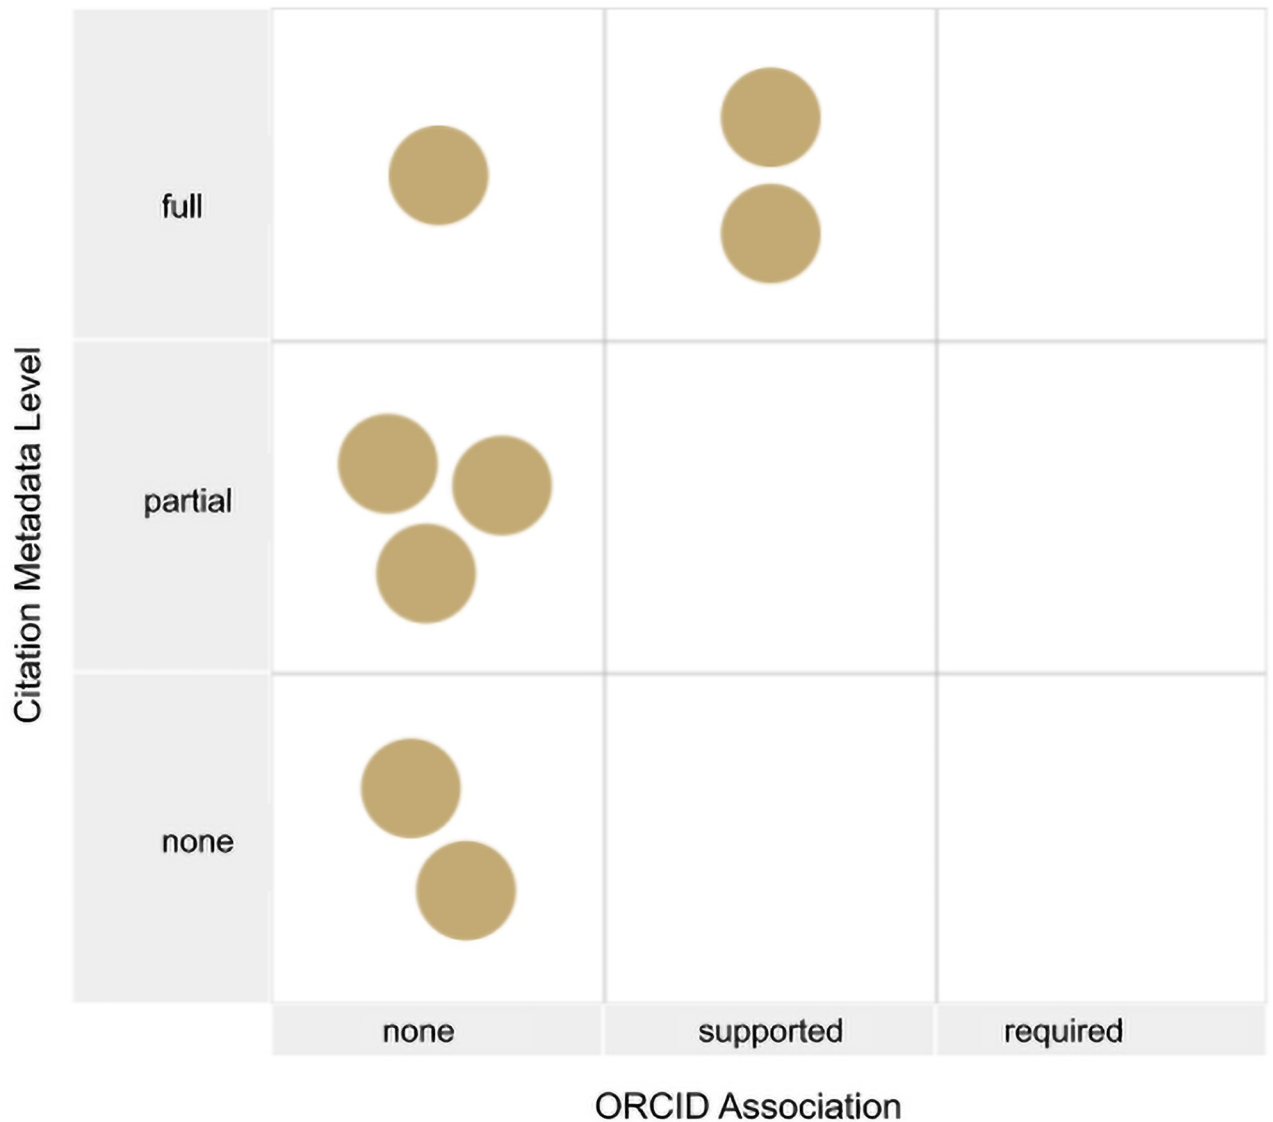 full
partial
none
Citation Metadata Level
none
supported
required
ORCID Association